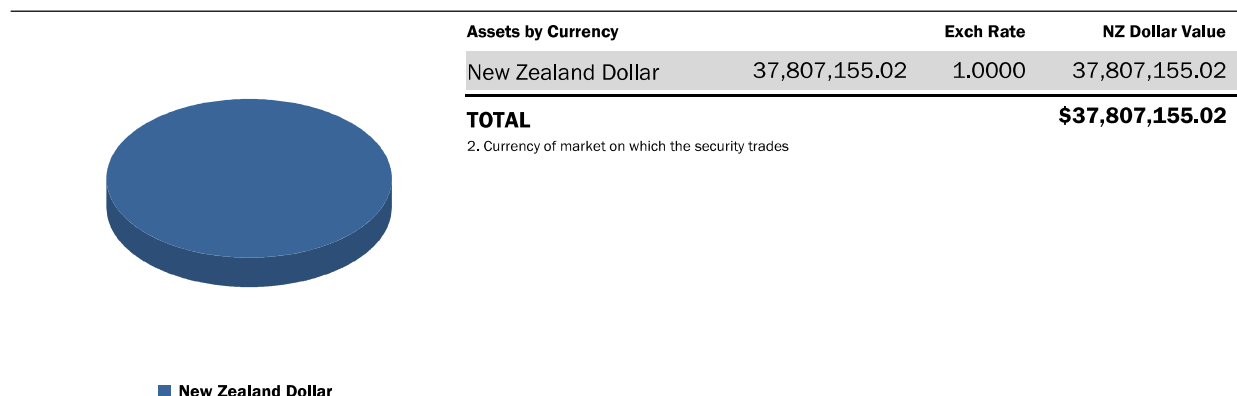 Assets by Currency Exch Rate NZ Dollar Value
New Zealand Dollar 37,807,155.02 1.0000 37,807,155.02
TOTAL $37,807,155.02
2. Currency of market on which the security trades
New Zealand Dollar